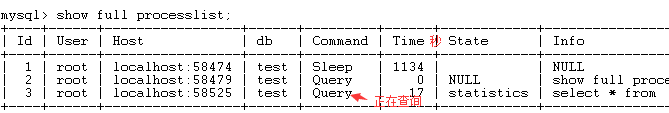 mysql> show full processlist;
| Id | User | Host | db | Command | Time 秒 | State | Info
| 1 | root | localhost:58474 | test | Sleep | 1134 | | NULL
| 2 | root | localhost:58479 | test | Query | 0 | NULL | show full proce
| 3 | root | localhost:58525 | test | Query | 17 | statistics | select * from
正在查询